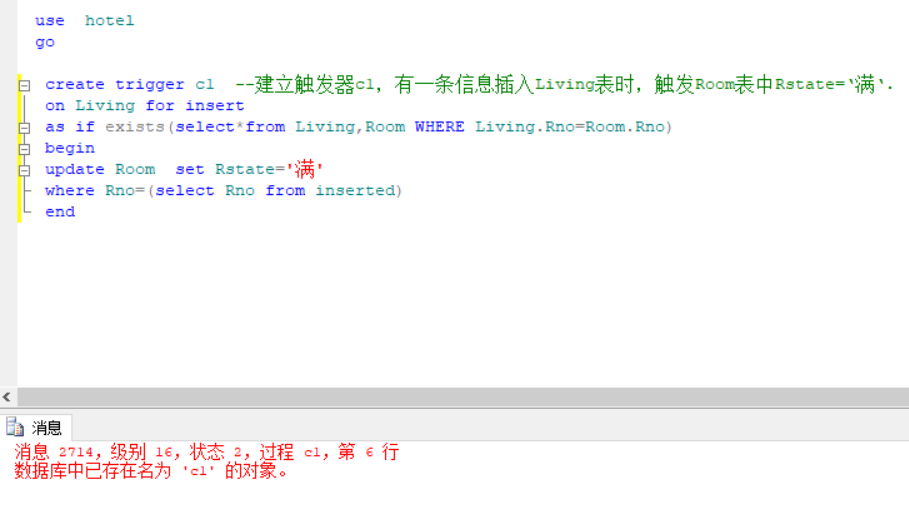 use  hotel
go
create trigger c1  --建立触发器c1，有一条信息插入Living表时，触发Room表中Rstate=‘满‘.
on Living for insert
as if exists(select*from Living,Room WHERE Living.Rno=Room.Rno)
begin
update Room  set Rstate='满'
where Rno=(select Rno from inserted)
end
消息
消息 2714，级别 16，状态 2，过程 c1，第 6 行
数据库中已存在名为 'c1' 的对象。